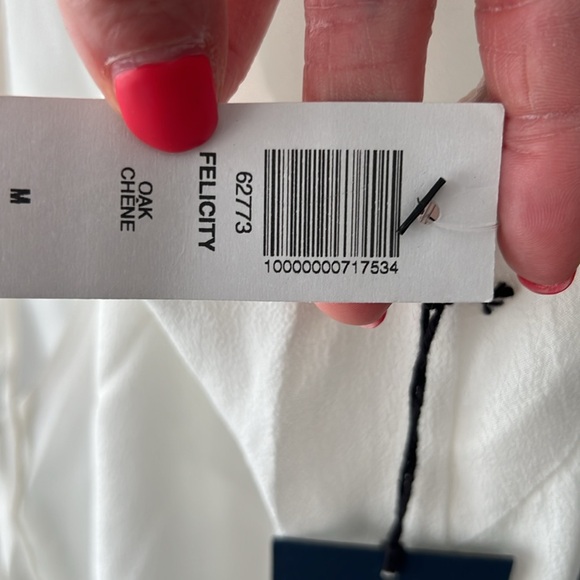 10000000717534
62773
FELICITY
OAK
CHÊNE
M